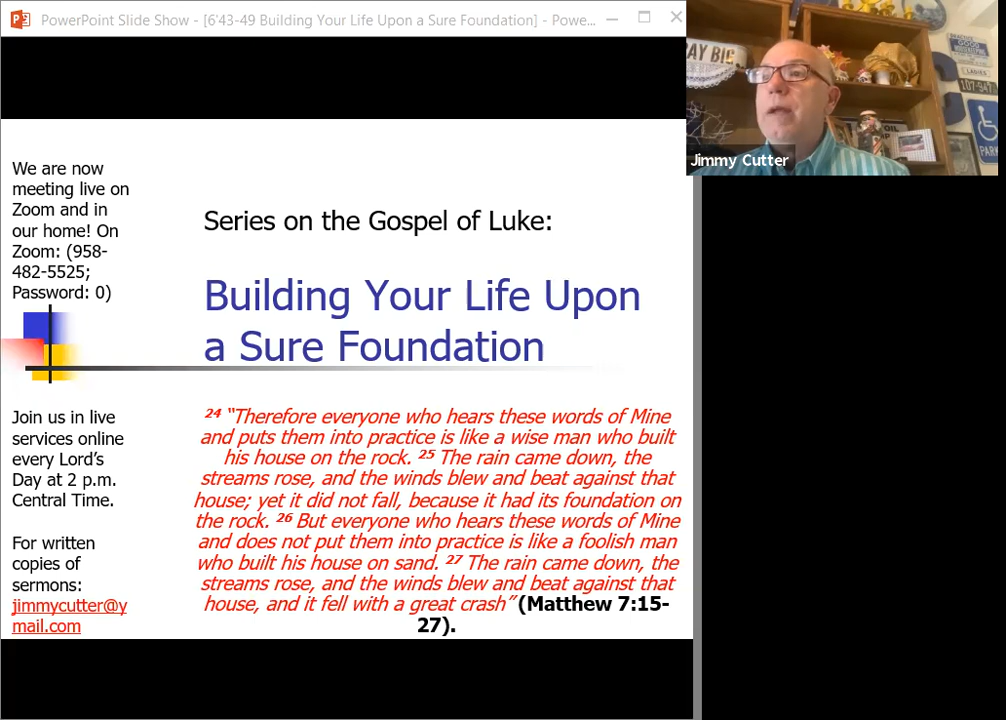 PowerPoint Slide Show - [6'43-49 Building Your Life Upon a Sure Foundation] - Powe...
We are now
meeting live on
Zoom and in
our home! On
Zoom: (958-
482-5525;
Password: 0)
Join us in live
services online
every Lord's
Day at 2 p.m.
Central Time.
For written
copies of
sermons:
jimmycutter@y
mail.com
Series on the Gospel of Luke:
Building Your Life Upon
a Sure Foundation
24 "Therefore everyone who hears these words of Mine
and puts them into practice is like a wise man who built
his house on the rock. 25 The rain came down, the
streams rose, and the winds blew and beat against that
house; yet it did not fall, because it had its foundation on
the rock. 26 But everyone who hears these words of Mine
and does not put them into practice is like a foolish man
who built his house on sand. 27 The rain came down, the
streams rose, and the winds blew and beat against that
house, and it fell with a great crash" (Matthew 7:15-
27).
BIG
GOOD
HOUSEKEEPING
LADIES
107-947
OIL
PARK
Jimmy Cutter